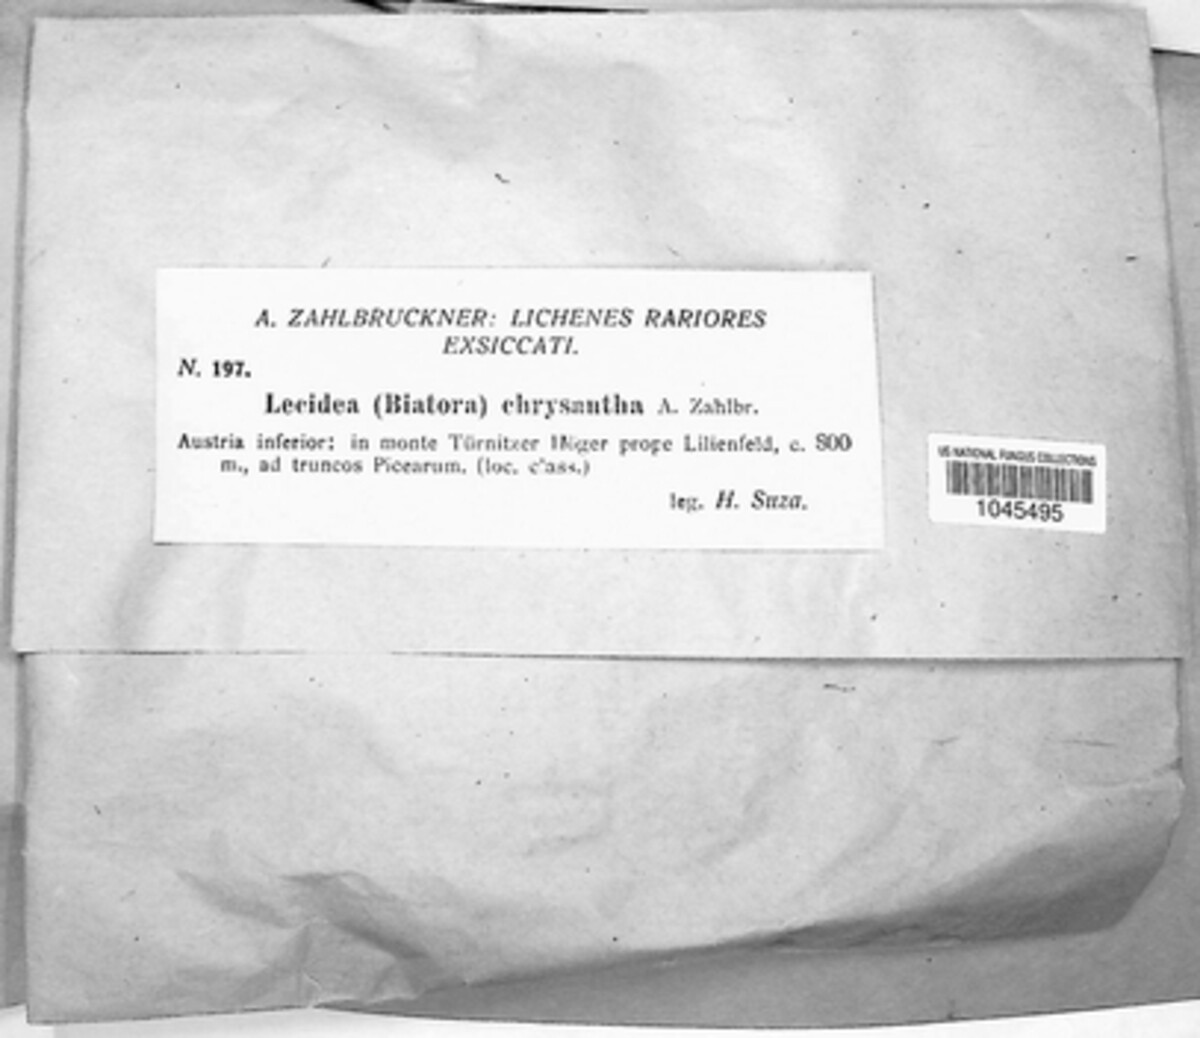 A. ZAHLBRUCKNER: LICHENES RARIORES
EXSICCATI.
N. 197.
Lecidea (Biatora) chrysantha A. Zahlbr.
Austria inferior: in monte Türnitzer Höger prope Lilienfeld, c. 800
m., ad truncos Picearum. (loc. class.)
leg. H. Suza.
US NATIONAL FUNGUS COLLECTIONS
1045495